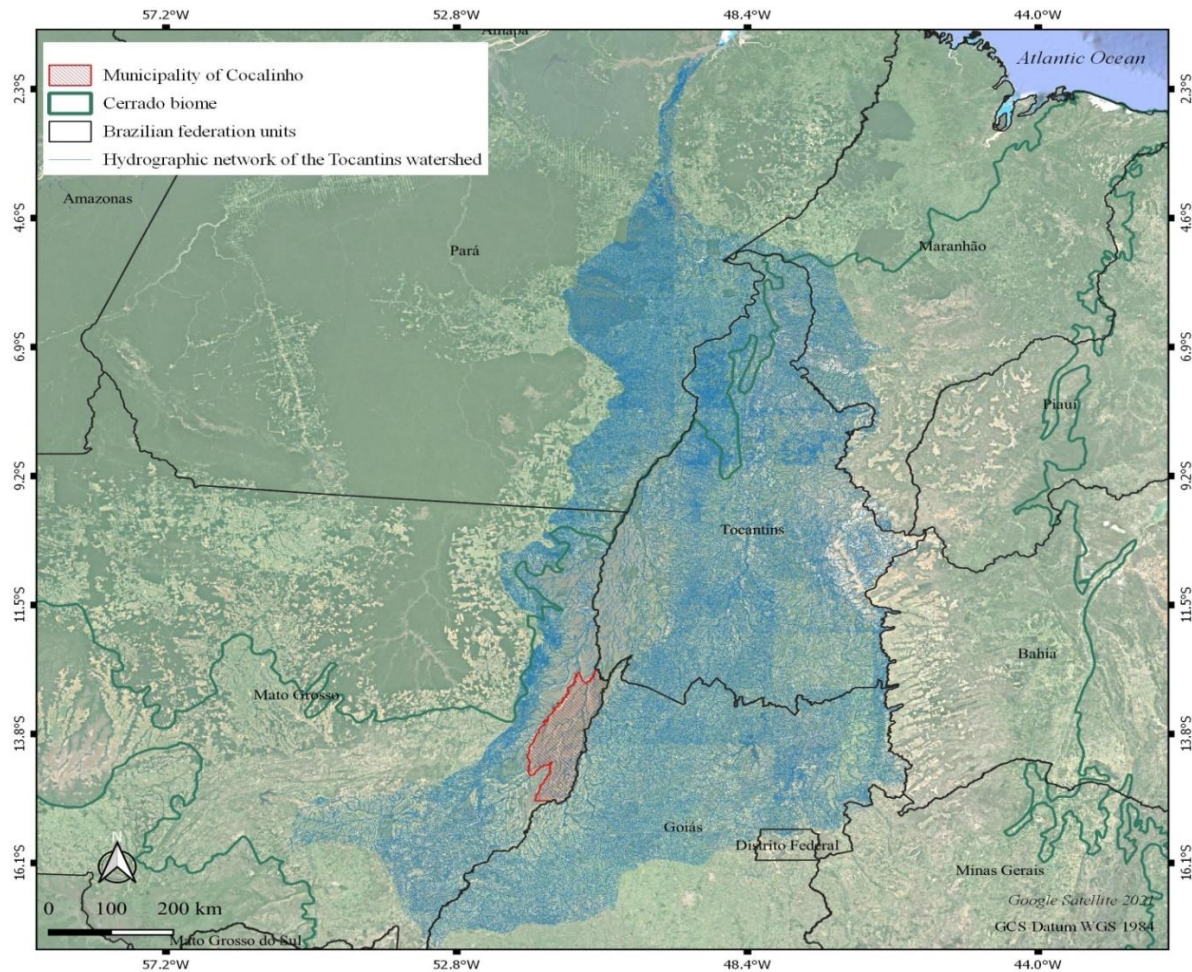 57.2°W 52.8°W 48.4°W 44.0°W
Amapá
Atlantic Ocean
Municipality of Cocalinho
Cerrado biome
Brazilian federation units
Hydrographic network of the Tocantins watershed
2.3°S 2.3°S
Amazonas
4.6°S 4.6°S
Pará
Maranhão
6.9°S 6.9°S
Piauí
9.2°S 9.2°S
Tocantins
11.5°S 11.5°S
Bahia
Mato Grosso
13.8°S 13.8°S
Goiás
Distrito Federal
N
16.1°S 16.1°S
Minas Gerais
Google Satellite 2021
0 100 200 km
GCS Datum WGS 1984
Mato Grosso do Sul
57.2°W 52.8°W 48.4°W 44.0°W